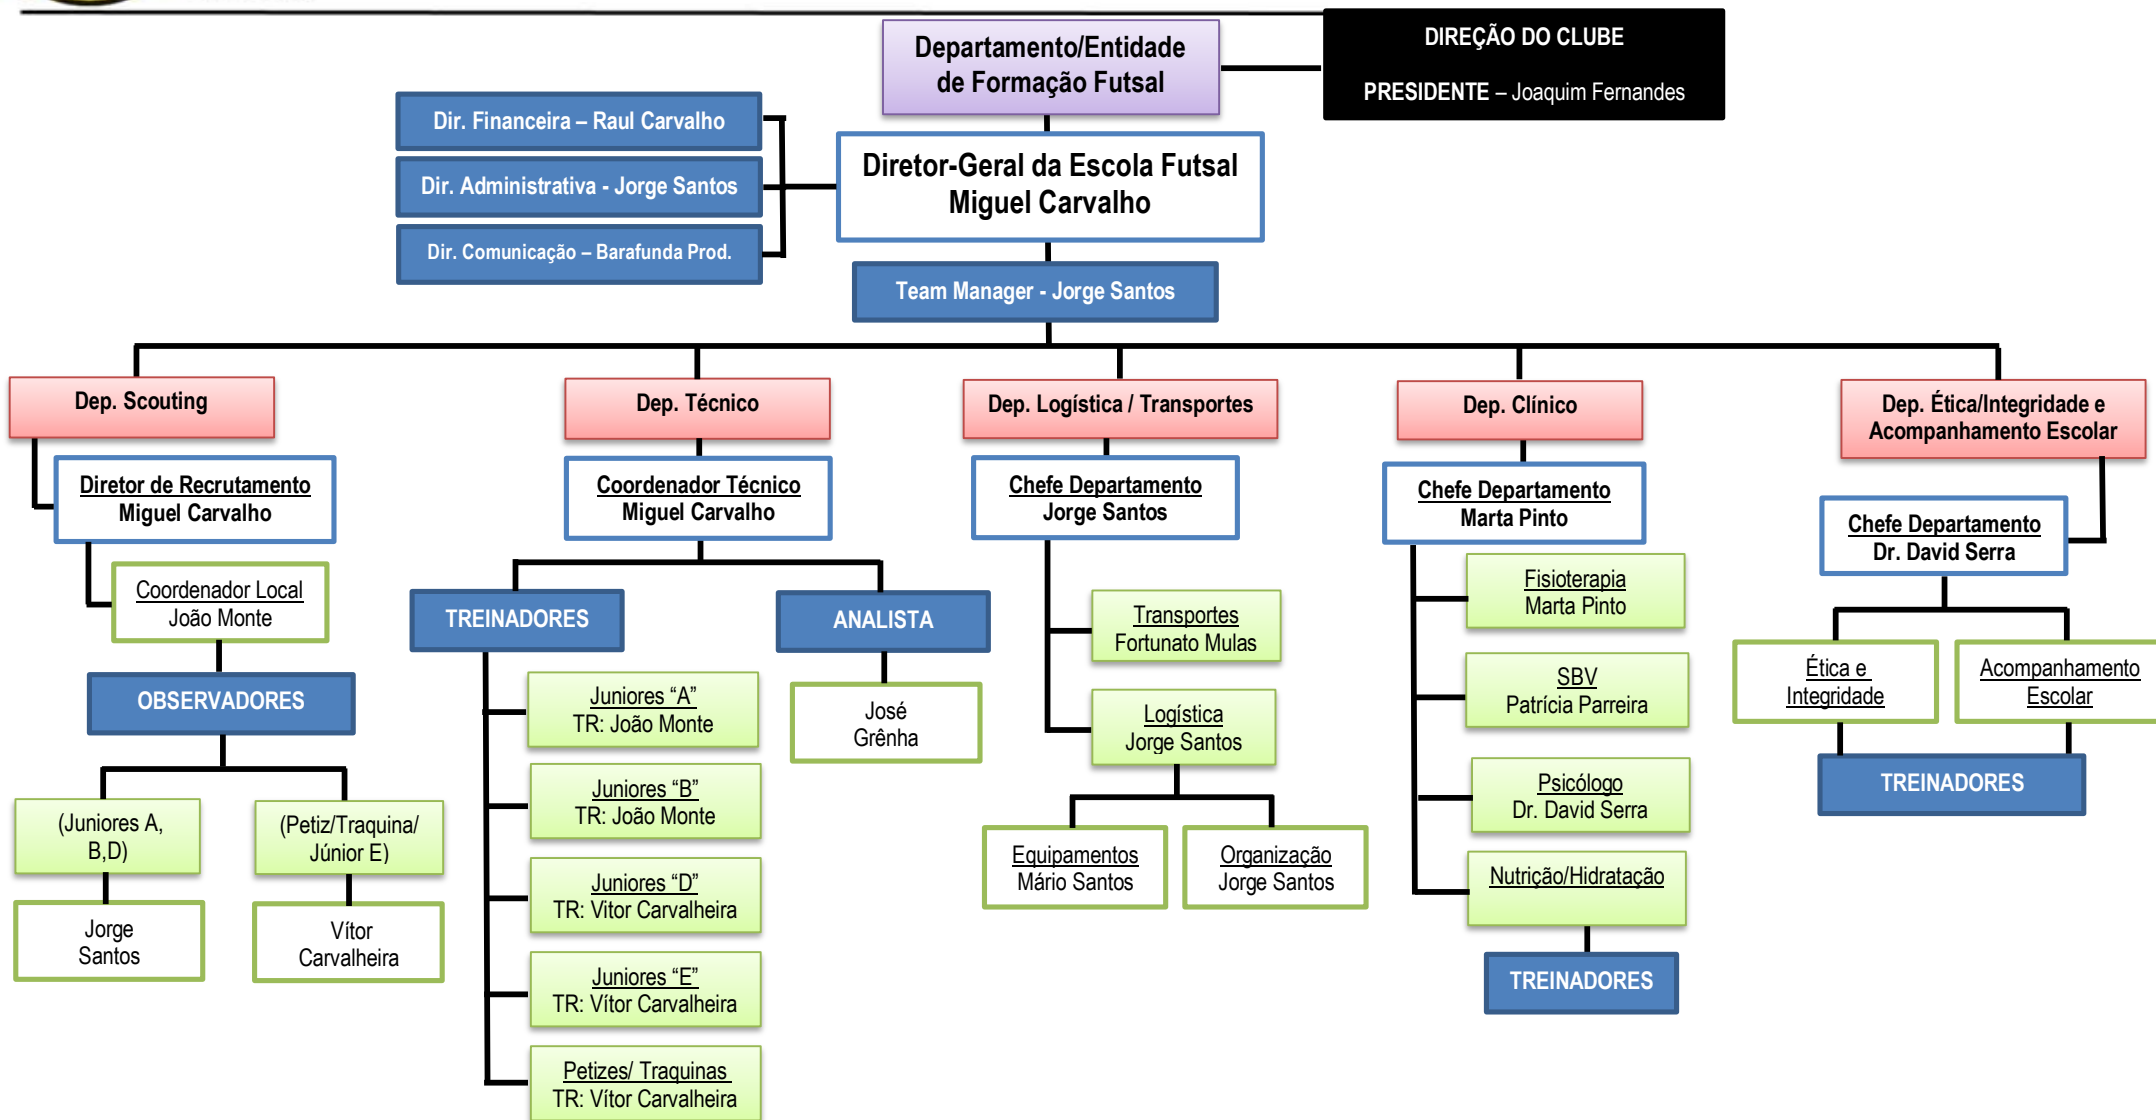 Departamento/Entidade
de Formação Futsal
DIREÇÃO DO CLUBE
PRESIDENTE – Joaquim Fernandes
Dir. Financeira – Raul Carvalho
Dir. Administrativa - Jorge Santos
Dir. Comunicação – Barafunda Prod.
Diretor-Geral da Escola Futsal
Miguel Carvalho
Team Manager - Jorge Santos
Dep. Scouting
Diretor de Recrutamento
Miguel Carvalho
Coordenador Local
João Monte
OBSERVADORES
(Juniores A,
B,D)
Jorge
Santos
(Petiz/Traquina/
Júnior E)
Vítor
Carvalheira
Dep. Técnico
Coordenador Técnico
Miguel Carvalho
TREINADORES
Juniores “A”
TR: João Monte
Juniores “B”
TR: João Monte
Juniores “D”
TR: Vitor Carvalheira
Juniores “E”
TR: Vítor Carvalheira
Petizes/ Traquinas
TR: Vítor Carvalheira
ANALISTA
José
Grênha
Dep. Logística / Transportes
Chefe Departamento
Jorge Santos
Transportes
Fortunato Mulas
Logística
Jorge Santos
Equipamentos
Mário Santos
Organização
Jorge Santos
Dep. Clínico
Chefe Departamento
Marta Pinto
Fisioterapia
Marta Pinto
SBV
Patrícia Parreira
Psicólogo
Dr. David Serra
Nutrição/Hidratação
TREINADORES
Dep. Ética/Integridade e
Acompanhamento Escolar
Chefe Departamento
Dr. David Serra
Ética e
Integridade
Acompanhamento
Escolar
TREINADORES